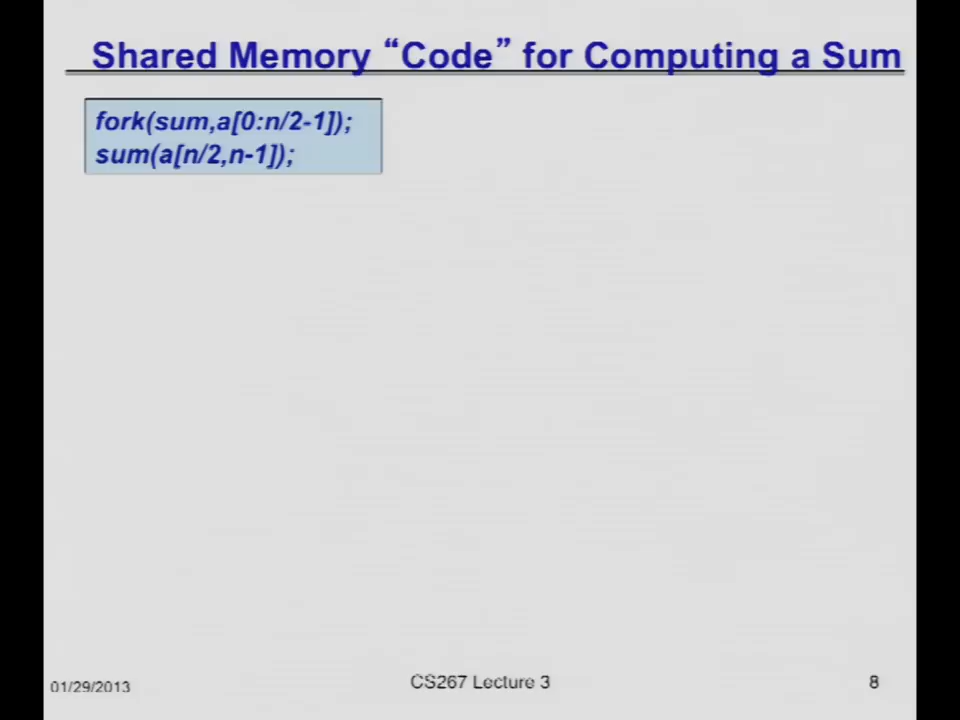 Shared Memory “Code” for Computing a Sum
fork(sum,a[0:n/2-1]);
sum(a[n/2,n-1]);
01/29/2013
CS267 Lecture 3
8